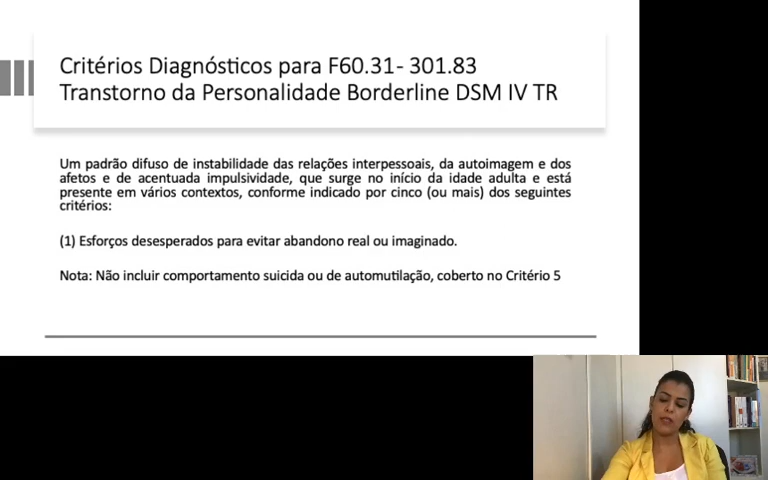 Critérios Diagnósticos para F60.31- 301.83
Transtorno da Personalidade Borderline DSM IV TR
Um padrão difuso de instabilidade das relações interpessoais, da autoimagem e dos
afetos e de acentuada impulsividade, que surge no início da idade adulta e está
presente em vários contextos, conforme indicado por cinco (ou mais) dos seguintes
critérios:
(1) Esforços desesperados para evitar abandono real ou imaginado.
Nota: Não incluir comportamento suicida ou de automutilação, coberto no Critério 5